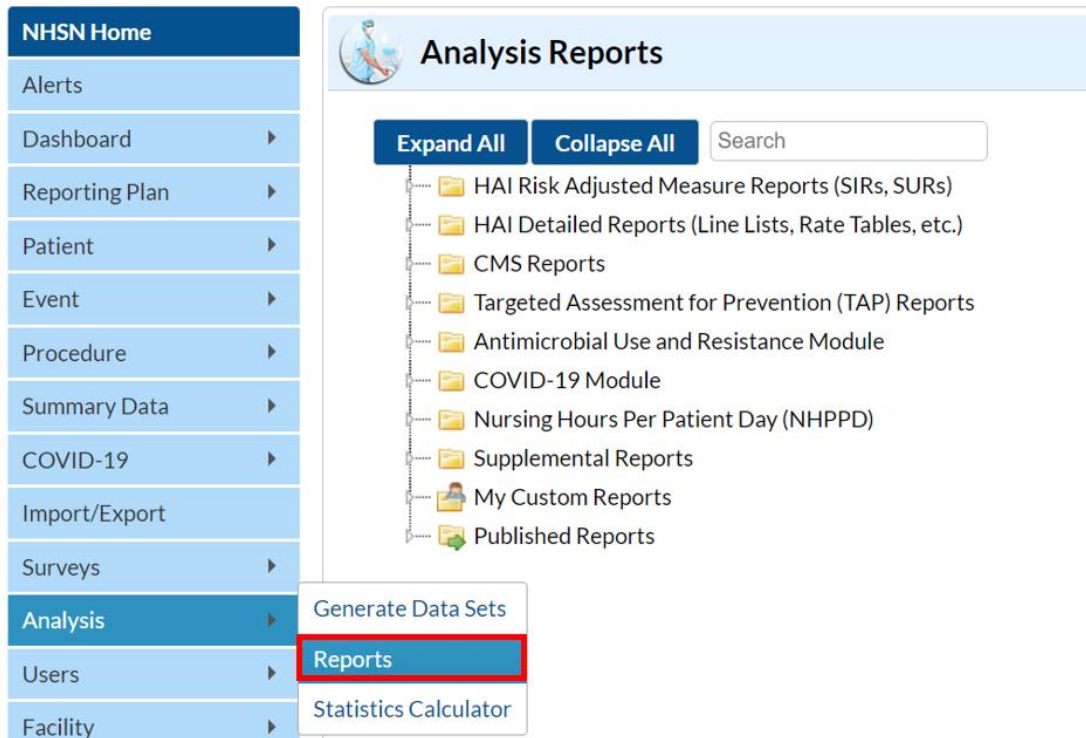 NHSN Home
Alerts
Dashboard
Reporting Plan
Patient
Event
Procedure
Summary Data
COVID-19
Import/Export
Surveys
Analysis
Users
Facility
Analysis Reports
Expand All
Collapse All
Search
HAI Risk Adjusted Measure Reports (SIRs, SURs)
HAI Detailed Reports (Line Lists, Rate Tables, etc.)
CMS Reports
Targeted Assessment for Prevention (TAP) Reports
Antimicrobial Use and Resistance Module
COVID-19 Module
Nursing Hours Per Patient Day (NHPPD)
Supplemental Reports
My Custom Reports
Published Reports
Generate Data Sets
Reports
Statistics Calculator